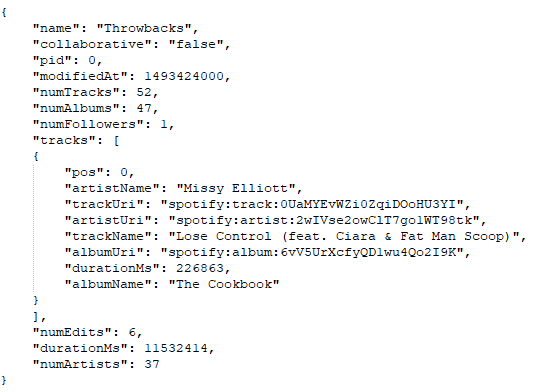 {
"name": "Throwbacks",
"collaborative": "false",
"pid": 0,
"modifiedAt": 1493424000,
"numTracks": 52,
"numAlbums": 47,
"numFollowers": 1,
"tracks": [
{
"pos": 0,
"artistName": "Missy Elliott",
"trackUri": "spotify:track:0UaMYEvWZi0ZqiDOoHU3YI",
"artistUri": "spotify:artist:2wIVse2owClT7go1WT98tk",
"trackName": "Lose Control (feat. Ciara & Fat Man Scoop)",
"albumUri": "spotify:album:6vV5UrXcfyQD1wu4Qo2I9K",
"durationMs": 226863,
"albumName": "The Cookbook"
}
],
"numEdits": 6,
"durationMs": 11532414,
"numArtists": 37
}